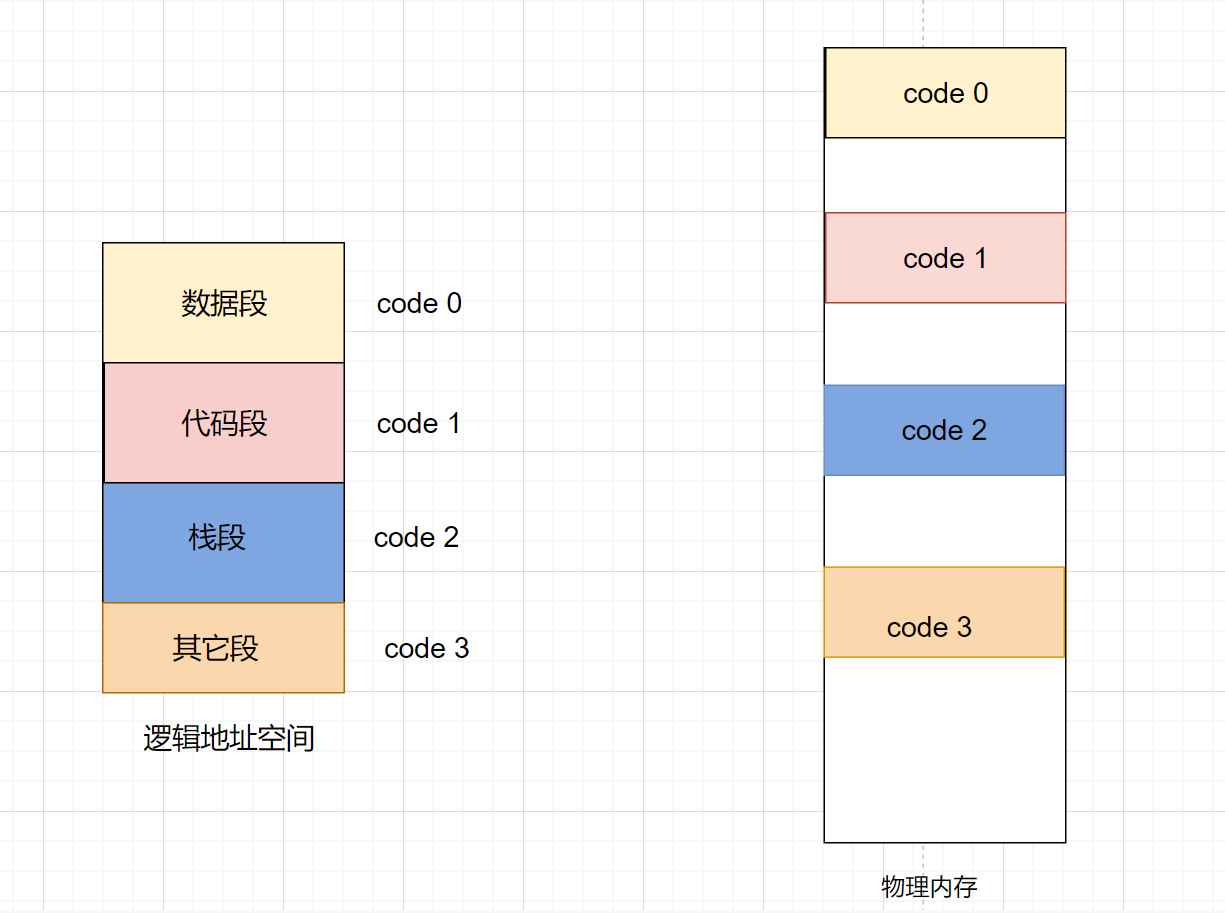 数据段
code 0
代码段
code 1
栈段
code 2
其它段
code 3
逻辑地址空间
code 0
code 1
code 2
code 3
物理内存